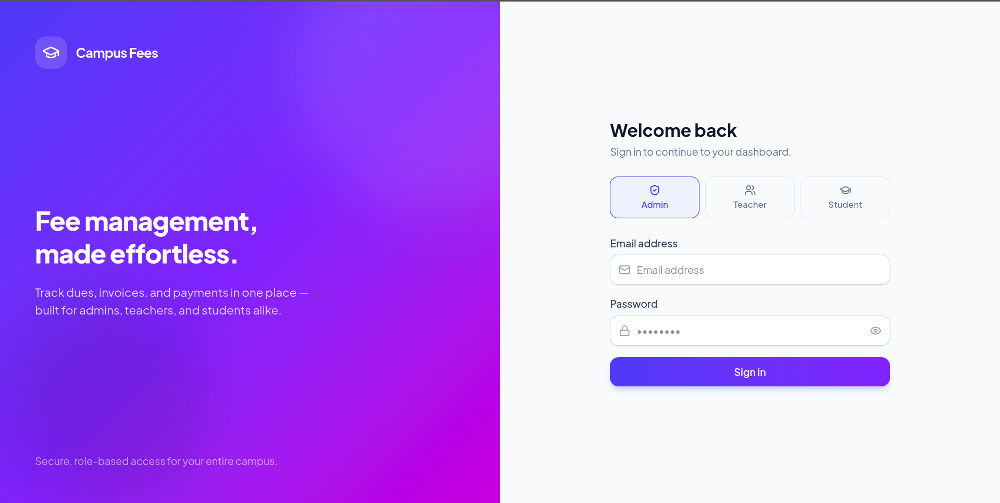 Campus Fees
Fee management,
made effortless.
Track dues, invoices, and payments in one place —
built for admins, teachers, and students alike.
Secure, role-based access for your entire campus.
Welcome back
Sign in to continue to your dashboard.
Admin
Teacher
Student
Email address
Email address
Password
••••••••
Sign in